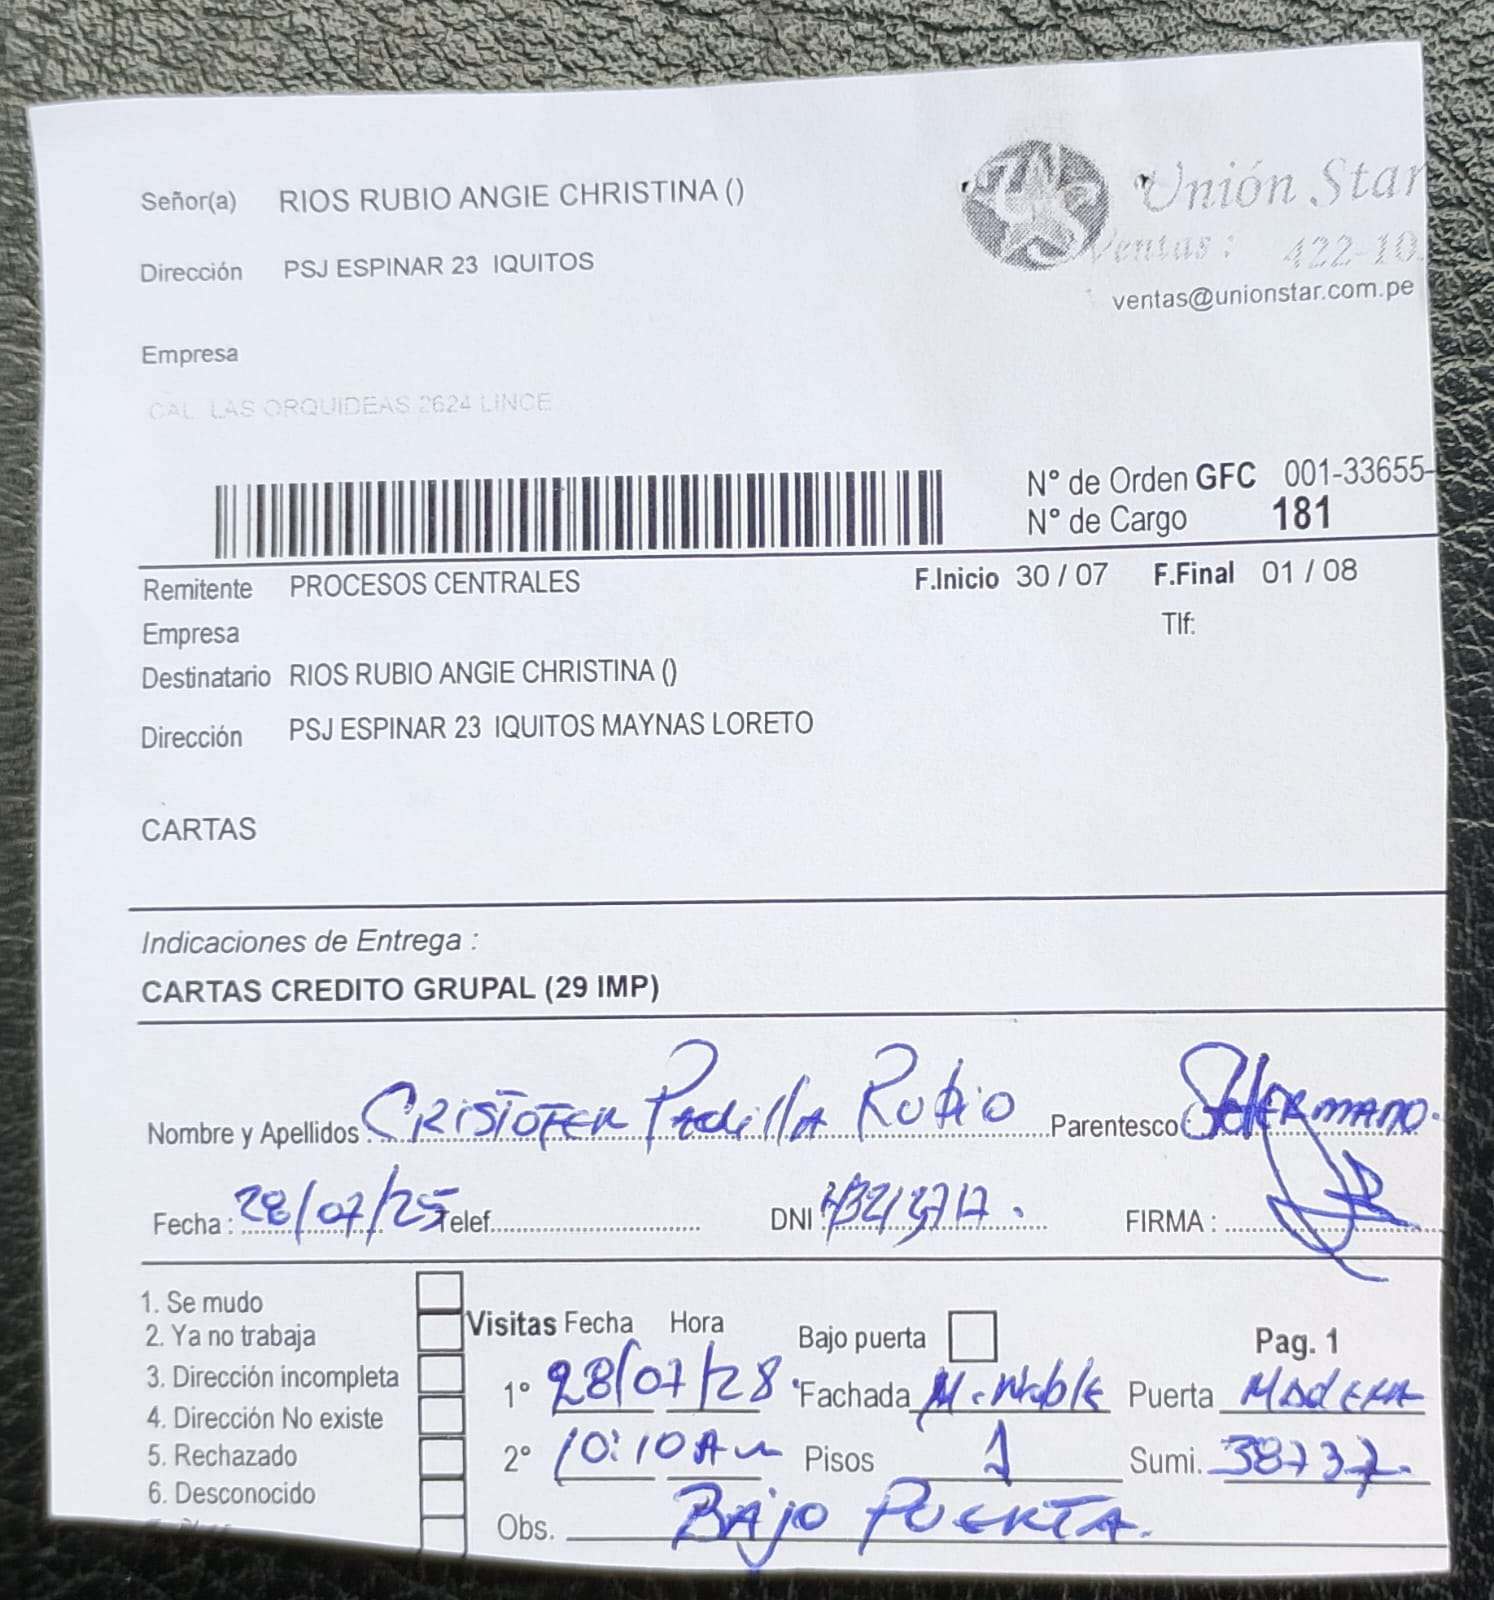 Señor(a) RIOS RUBIO ANGIE CHRISTINA ()
Unión Star
Dirección PSJ ESPINAR 23 IQUITOS
Ventas: 422-10
ventas@unionstar.com.pe
Empresa
CAL LAS ORQUIDEAS 2624 LINCE
N° de Orden GFC 001-33655-
N° de Cargo 181
Remitente PROCESOS CENTRALES F.Inicio 30 / 07 F.Final 01 / 08
Empresa Tlf:
Destinatario RIOS RUBIO ANGIE CHRISTINA ()
Dirección PSJ ESPINAR 23 IQUITOS MAYNAS LORETO
CARTAS
Indicaciones de Entrega :
CARTAS CREDITO GRUPAL (29 IMP)
Nombre y Apellidos CRISTOFER Padilla Rubio Parentesco HERMANO.
Fecha : 28/07/25 Telef. DNI : FIRMA :
1. Se mudo
2. Ya no trabaja
3. Dirección incompleta
4. Dirección No existe
5. Rechazado
6. Desconocido
Visitas Fecha Hora Bajo puerta Pag. 1
1° 28/07/28 Fachada Puerta MADERA
2° 10:10 Am Pisos 1 Sumi. 38737.
Obs. BAJO PUERTA.